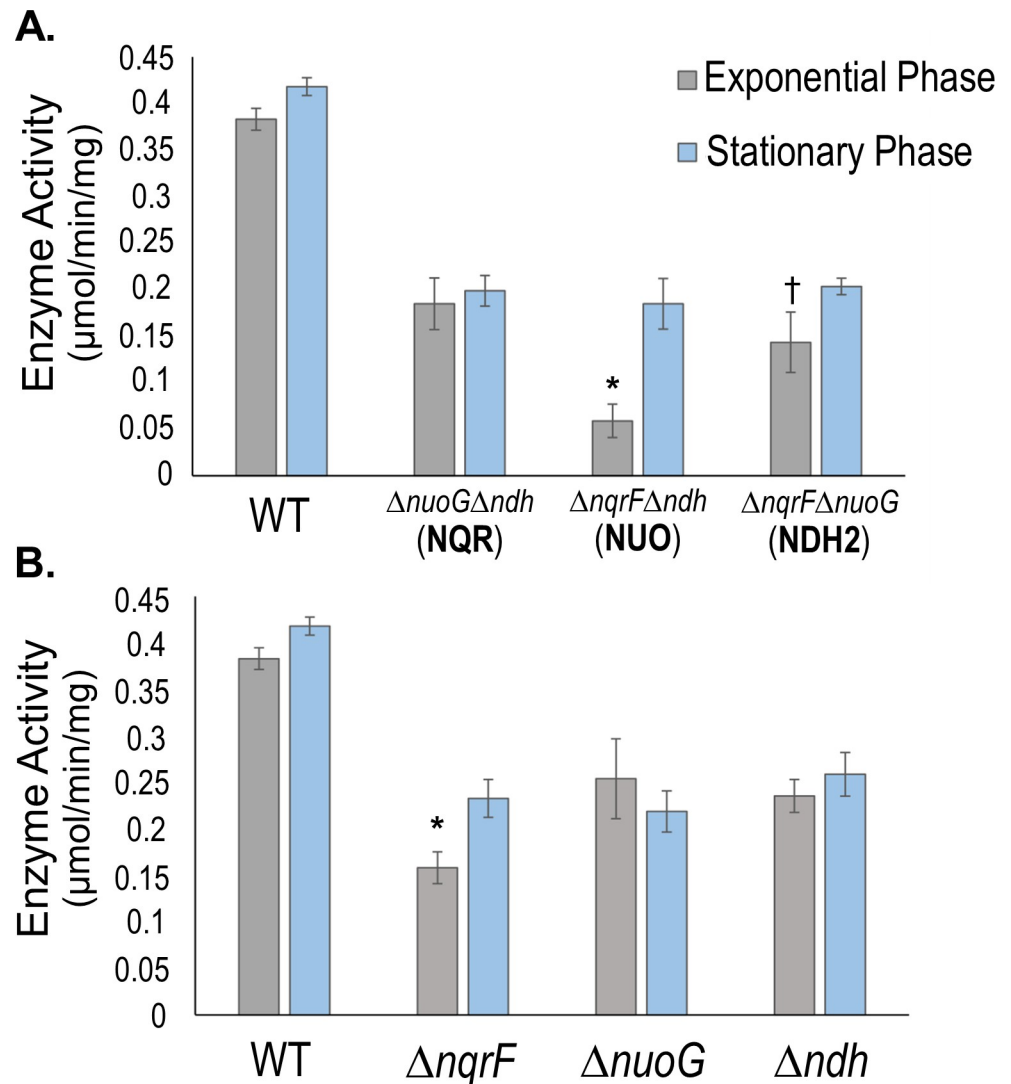 A.
Enzyme Activity
(µmol/min/mg)
0.45
0.4
0.35
0.3
0.25
0.2
0.15
0.1
0.05
0
Exponential Phase
Stationary Phase
*
†
WT
ΔnuoGΔndh
(NQR)
ΔnqrFΔndh
(NUO)
ΔnqrFΔnuoG
(NDH2)
B.
Enzyme Activity
(µmol/min/mg)
0.45
0.4
0.35
0.3
0.25
0.2
0.15
0.1
0.05
0
*
WT
ΔnqrF
ΔnuoG
Δndh